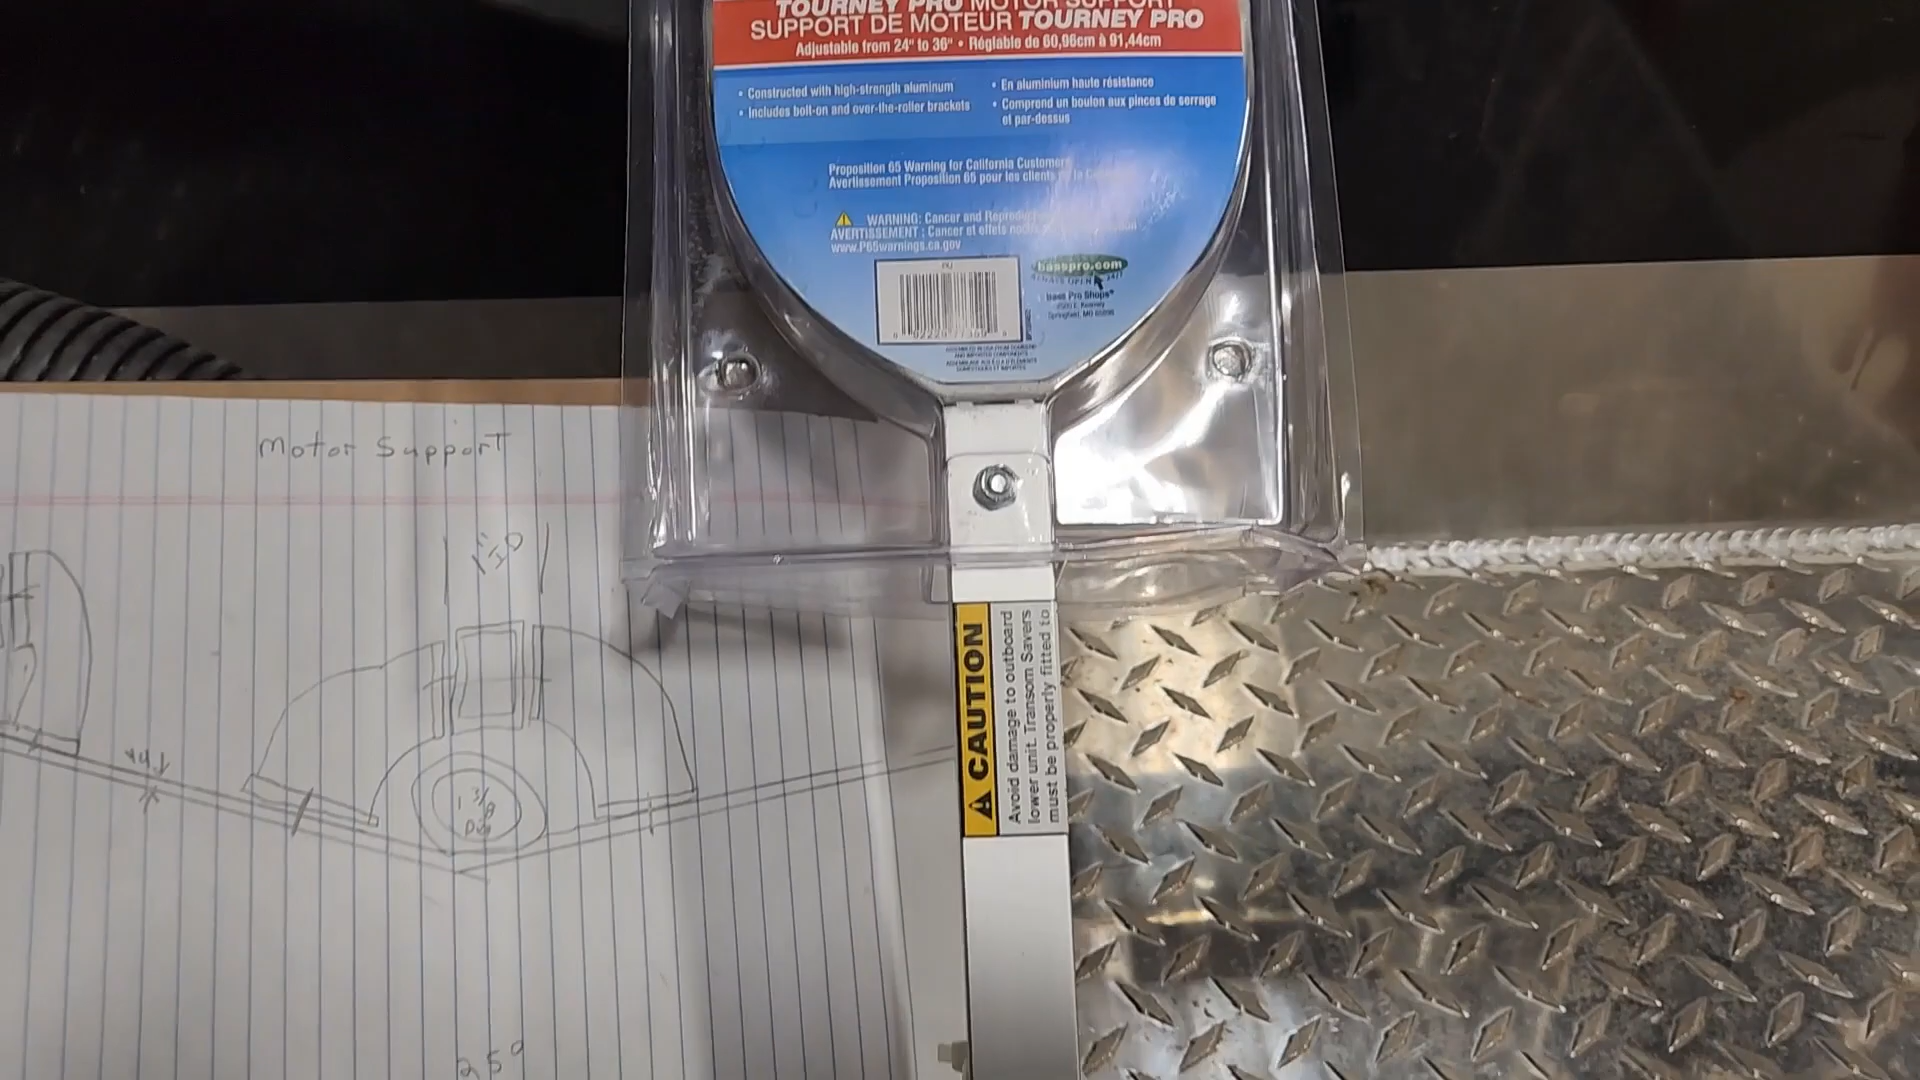 TOURNEY PRO MOTOR SUPPORT
SUPPORT DE MOTEUR TOURNEY PRO
Adjustable from 24" to 36" • Réglable de 60,96cm à 91,44cm
• Constructed with high-strength aluminum
• Includes bolt-on and over-the-roller brackets
• En aluminium haute résistance
• Comprend un boulon aux pinces de serrage
et par-dessus
Proposition 65 Warning for California Customers
Avertissement Proposition 65 pour les clients de la
WARNING: Cancer and
AVERTISSEMENT : Cancer et effets
www.P65warnings.ca.gov
basspro.com
Bass Pro Shops
Springfield, MO
Motor Support
1" ID
1 3/8
250
CAUTION
Avoid damage to outboard
lower unit. Transom Savers
must be properly fitted to